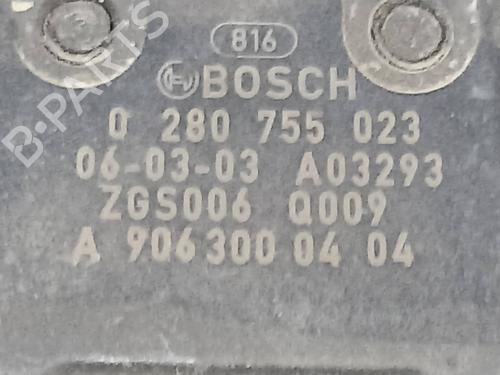 816
BOSCH
0 280 755 023
06-03-03 A03293
ZGS006 Q009
A 906 300 04 04
B-PARTS